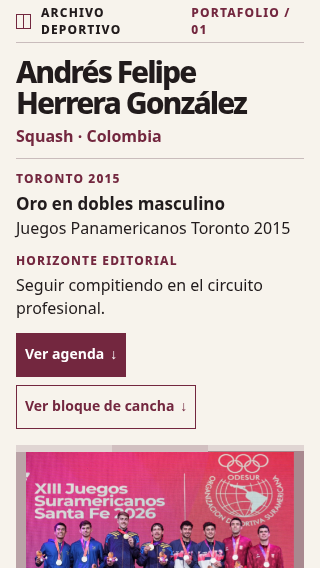 ARCHIVO
DEPORTIVO
PORTAFOLIO /
01
Andrés Felipe
Herrera González
Squash · Colombia
TORONTO 2015
Oro en dobles masculino
Juegos Panamericanos Toronto 2015
HORIZONTE EDITORIAL
Seguir compitiendo en el circuito
profesional.
Ver agenda ↓
Ver bloque de cancha ↓
XIII Juegos
Suramericanos
Santa Fe 2026
ODESUR